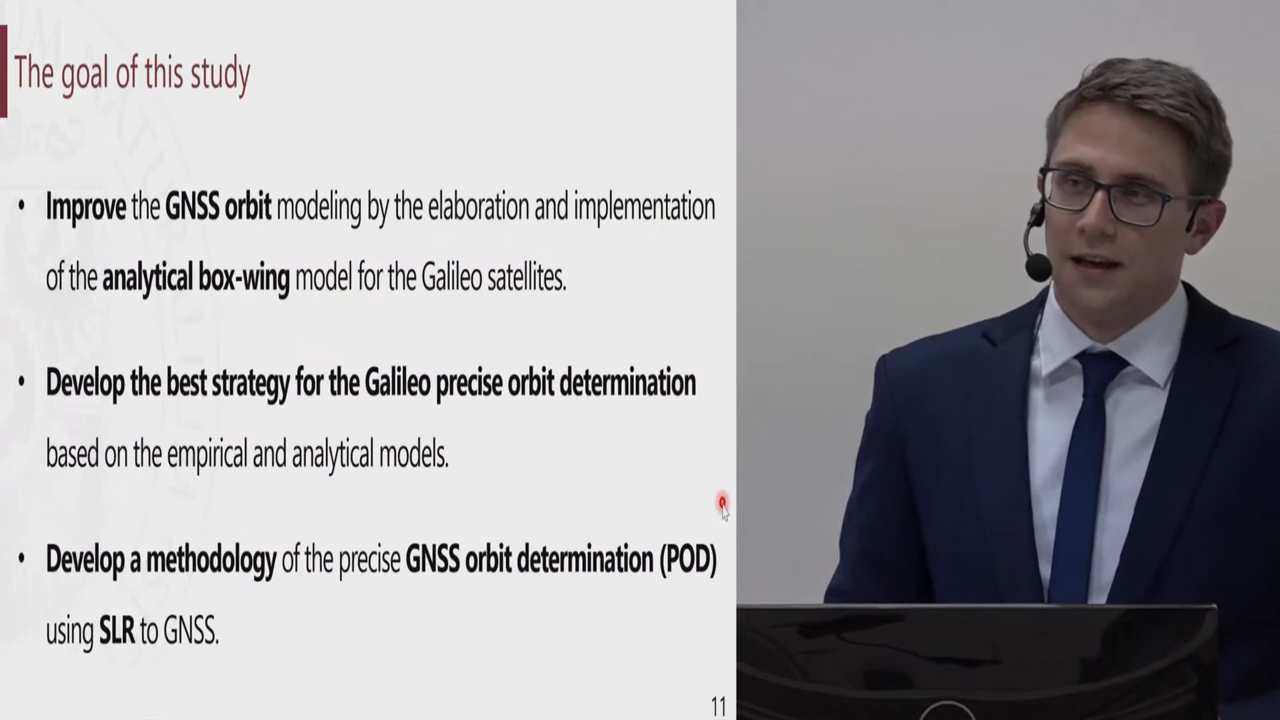 The goal of this study
• Improve the GNSS orbit modeling by the elaboration and implementation
of the analytical box-wing model for the Galileo satellites.
• Develop the best strategy for the Galileo precise orbit determination
based on the empirical and analytical models.
• Develop a methodology of the precise GNSS orbit determination (POD)
using SLR to GNSS.
11